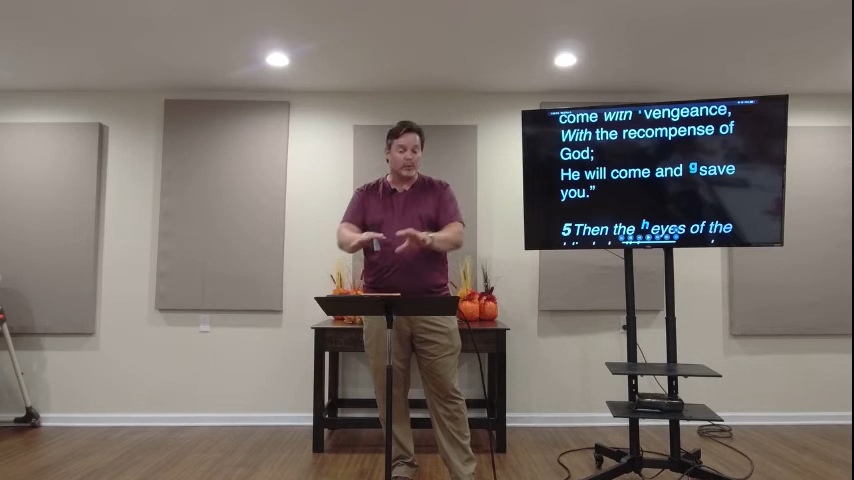 come with vengeance,
With the recompense of
God;
He will come and g save
you.”
5 Then the h eyes of the